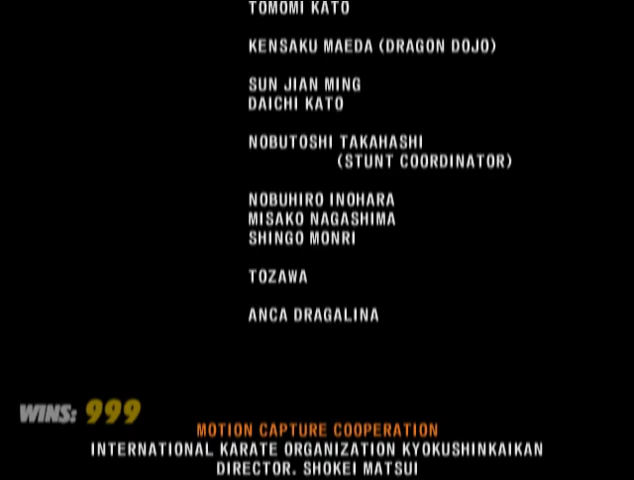 TOMOMI KATO
KENSAKU MAEDA (DRAGON DOJO)
SUN JIAN MING
DAICHI KATO
NOBUTOSHI TAKAHASHI
(STUNT COORDINATOR)
NOBUHIRO INOHARA
MISAKO NAGASHIMA
SHINGO MONRI
TOZAWA
ANCA DRAGALINA
WINS: 999
MOTION CAPTURE COOPERATION
INTERNATIONAL KARATE ORGANIZATION KYOKUSHINKAIKAN
DIRECTOR. SHOKEI MATSUI